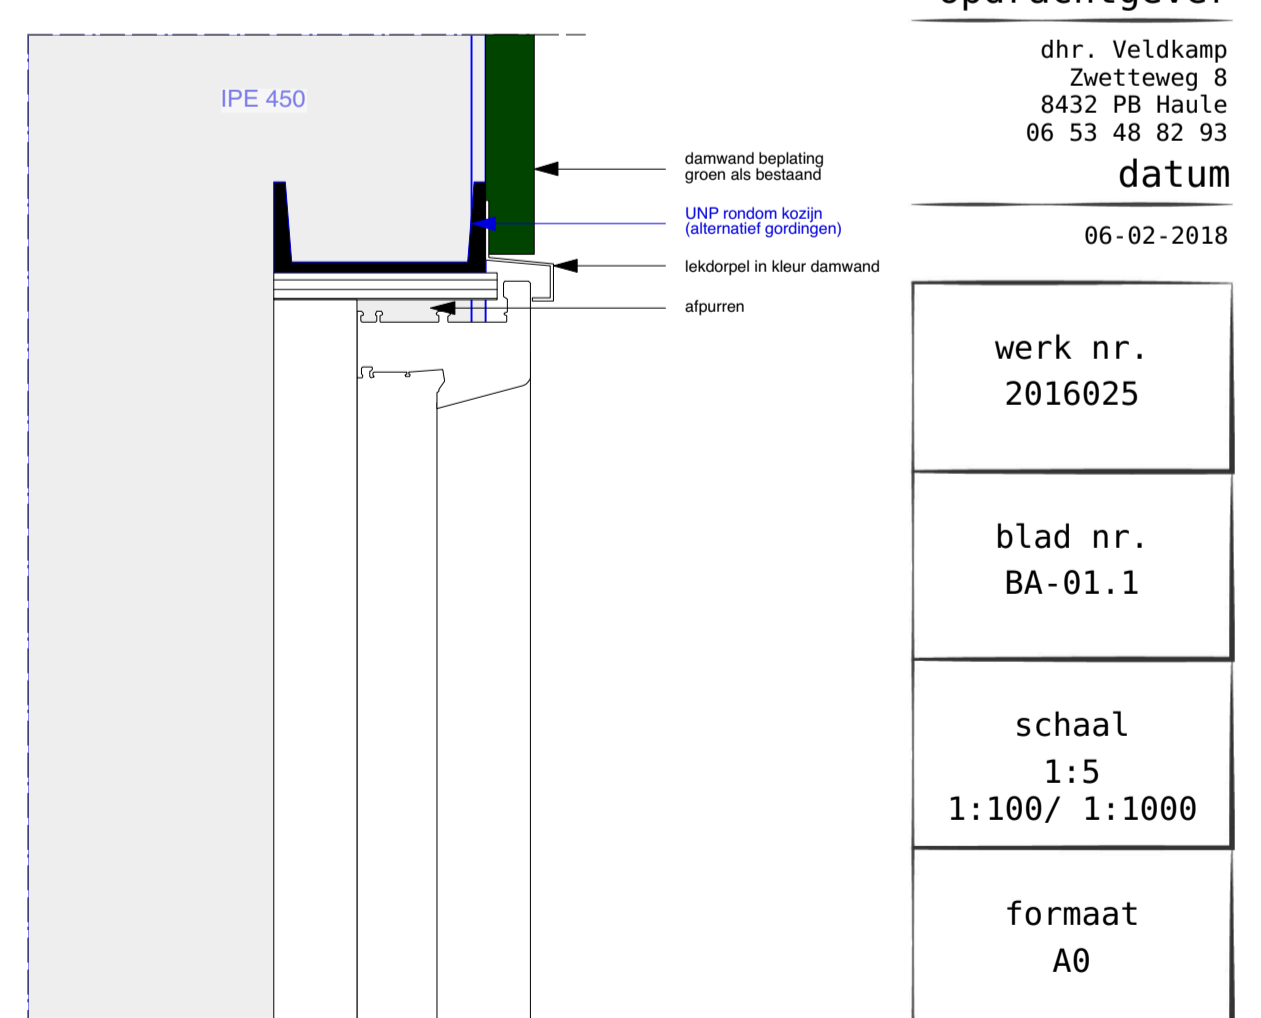 IPE 450
damwand beplating
groen als bestaand
UNP rondom kozijn
(alternatief gordingen)
lekdorpel in kleur damwand
afpurren
opdrachtgever
dhr. Veldkamp
Zwetteweg 8
8432 PB Haule
06 53 48 82 93
datum
06-02-2018
werk nr.
2016025
blad nr.
BA-01.1
schaal
1:5
1:100/ 1:1000
formaat
A0